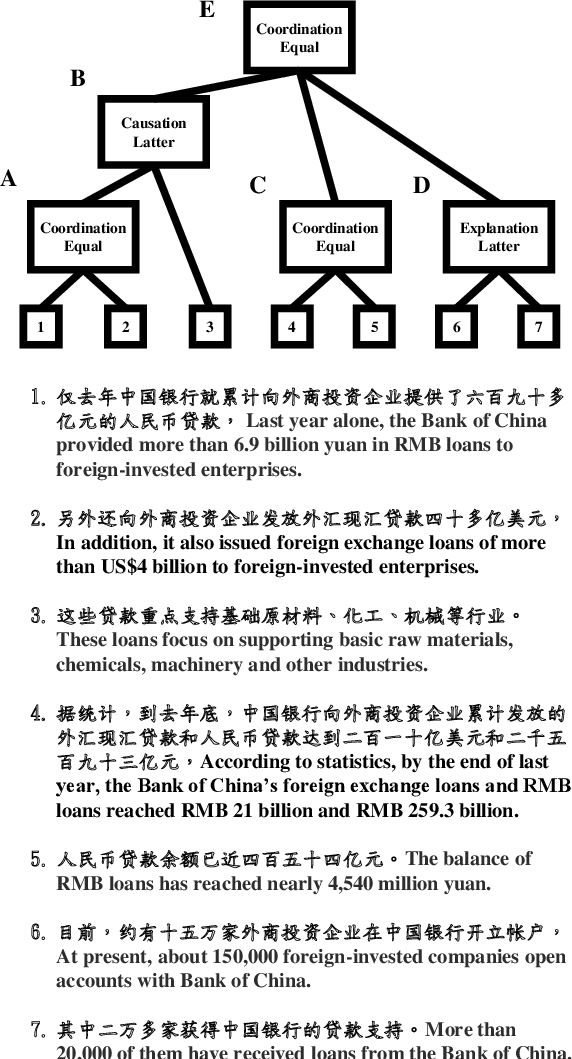 E
Coordination
Equal
B
Causation
Latter
A
C
D
Coordination
Equal
Coordination
Equal
Explanation
Latter
1
2
3
4
5
6
7
1. 仅去年中国银行就累计向外商投资企业提供了六百九十多
亿元的人民币贷款， Last year alone, the Bank of China
provided more than 6.9 billion yuan in RMB loans to
foreign-invested enterprises.
2. 另外还向外商投资企业发放外汇现汇贷款四十多亿美元，
In addition, it also issued foreign exchange loans of more
than US$4 billion to foreign-invested enterprises.
3. 这些贷款重点支持基础原材料、化工、机械等行业。
These loans focus on supporting basic raw materials,
chemicals, machinery and other industries.
4. 据统计，到去年底，中国银行向外商投资企业累计发放的
外汇现汇贷款和人民币贷款达到二百一十亿美元和二千五
百九十三亿元，According to statistics, by the end of last
year, the Bank of China's foreign exchange loans and RMB
loans reached RMB 21 billion and RMB 259.3 billion.
5. 人民币贷款余额已近四百五十四亿元。The balance of
RMB loans has reached nearly 4,540 million yuan.
6. 目前，约有十五万家外商投资企业在中国银行开立帐户，
At present, about 150,000 foreign-invested companies open
accounts with Bank of China.
7. 其中二万多家获得中国银行的贷款支持。More than
20,000 of them have received loans from the Bank of China.